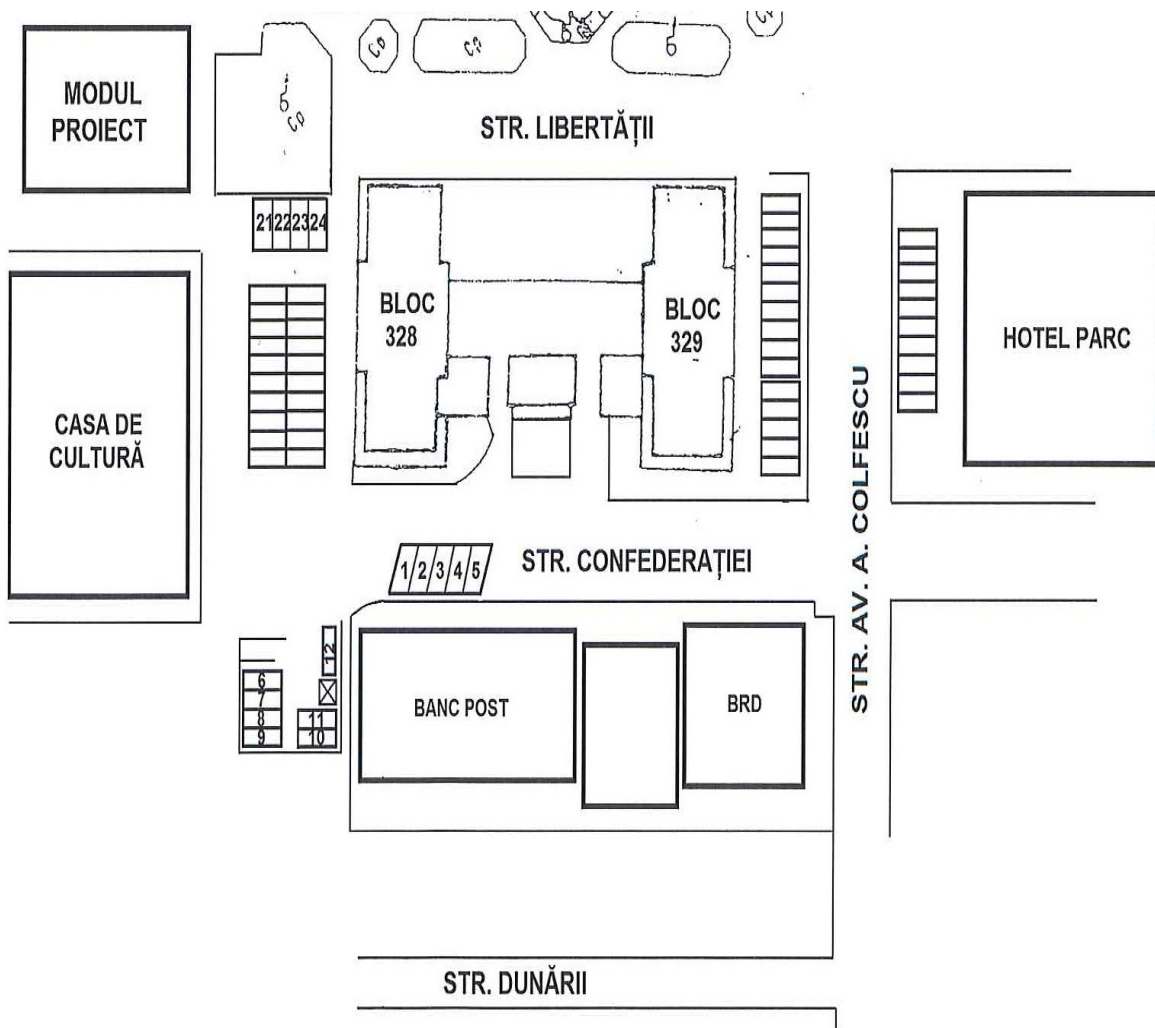 MODUL
PROIECT
STR. LIBERTĂȚII
21 22 23 24
BLOC
328
BLOC
329
HOTEL PARC
CASA DE
CULTURĂ
STR. AV. A. COLFESCU
1 2 3 4 5
STR. CONFEDERAȚIEI
12
6
7
8
9
11
10
BANC POST
BRD
STR. DUNĂRII